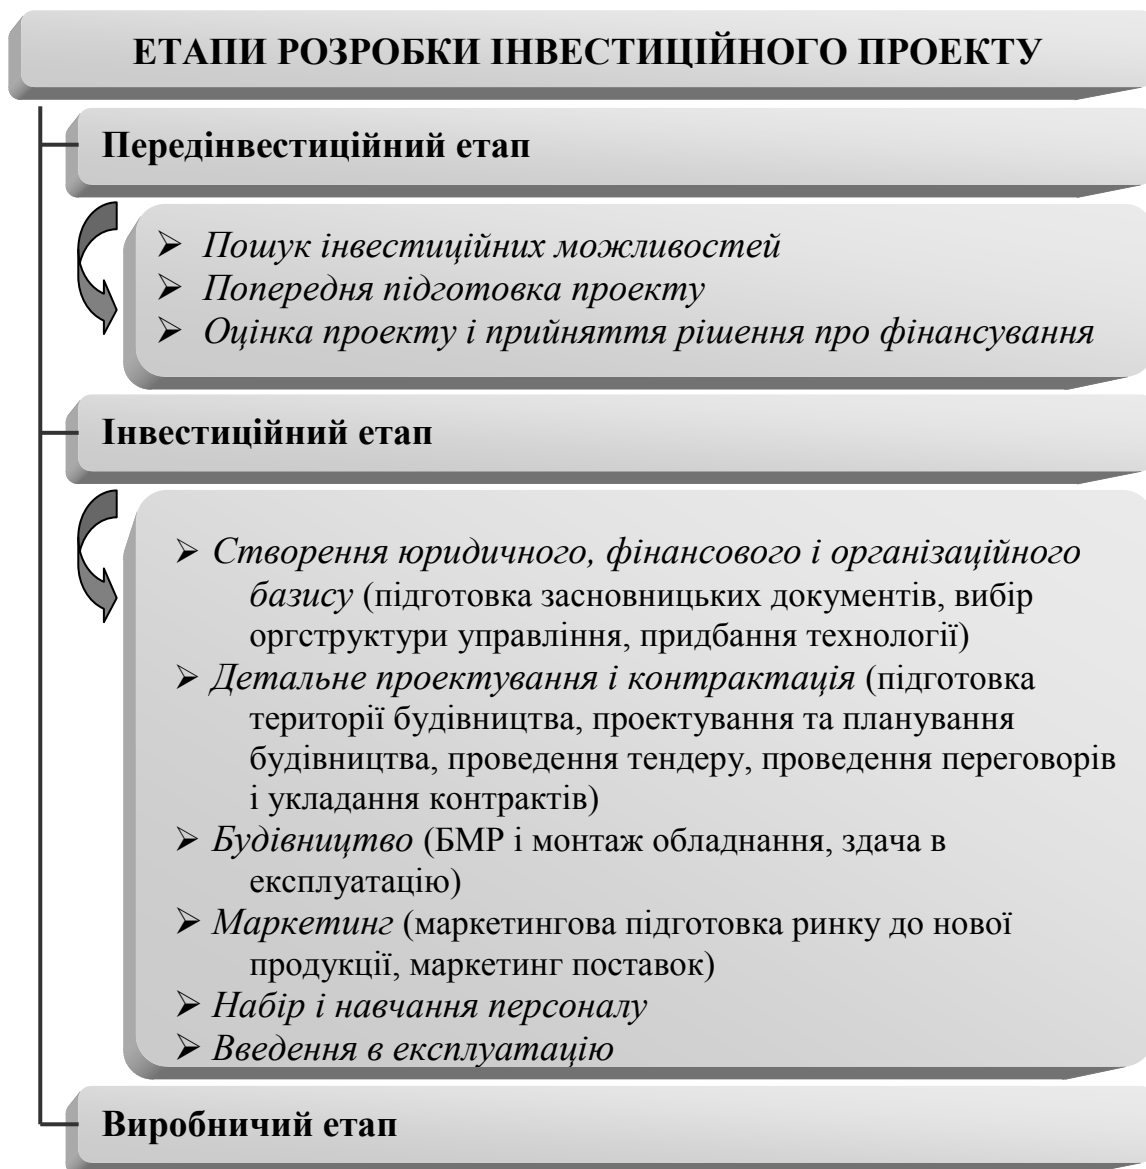 ЕТАПИ РОЗРОБКИ ІНВЕСТИЦІЙНОГО ПРОЕКТУ
Передінвестиційний етап
➢ Пошук інвестиційних можливостей
➢ Попередня підготовка проекту
➢ Оцінка проекту і прийняття рішення про фінансування
Інвестиційний етап
➢ Створення юридичного, фінансового і організаційного
базису (підготовка засновницьких документів, вибір
оргструктури управління, придбання технології)
➢ Детальне проектування і контрактація (підготовка
території будівництва, проектування та планування
будівництва, проведення тендеру, проведення переговорів
і укладання контрактів)
➢ Будівництво (БМР і монтаж обладнання, здача в
експлуатацію)
➢ Маркетинг (маркетингова підготовка ринку до нової
продукції, маркетинг поставок)
➢ Набір і навчання персоналу
➢ Введення в експлуатацію
Виробничий етап